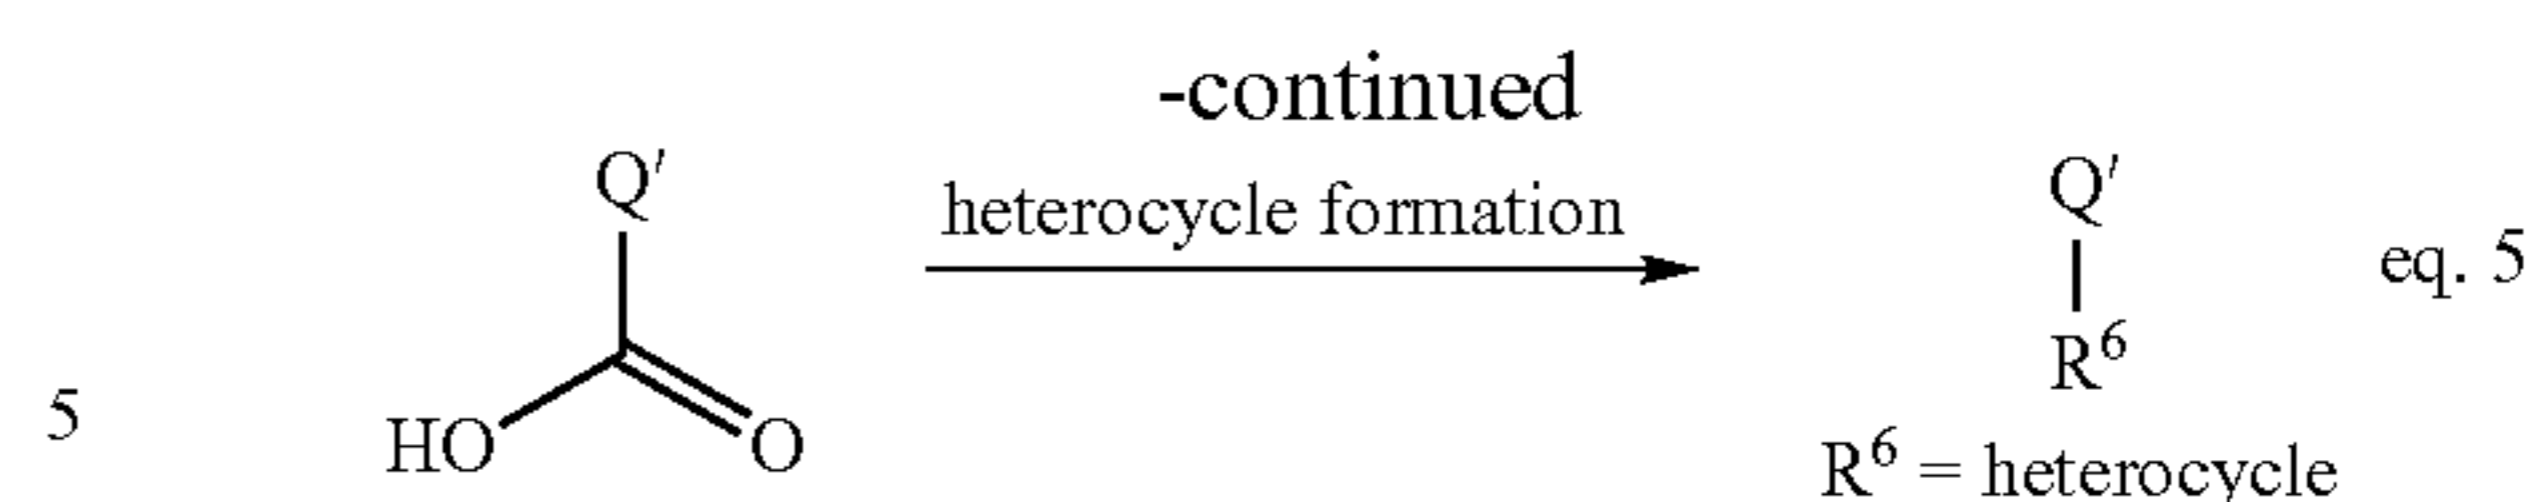 -continued
Q′
heterocycle formation
Q′
eq. 5
R⁶
5
HO
O
R⁶ = heterocycle